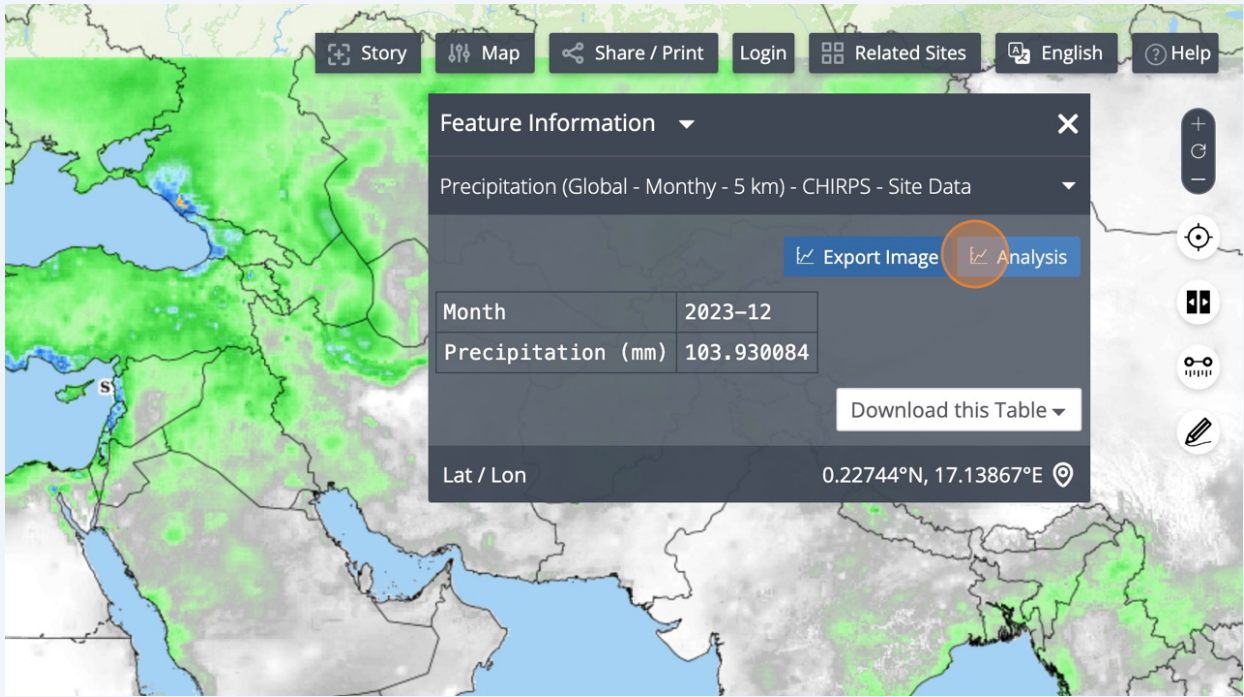 Story Map Share / Print Login Related Sites English Help
Feature Information
Precipitation (Global - Monthy - 5 km) - CHIRPS - Site Data
Export Image Analysis
Month 2023-12
Precipitation (mm) 103.930084
Download this Table
Lat / Lon 0.22744°N, 17.13867°E